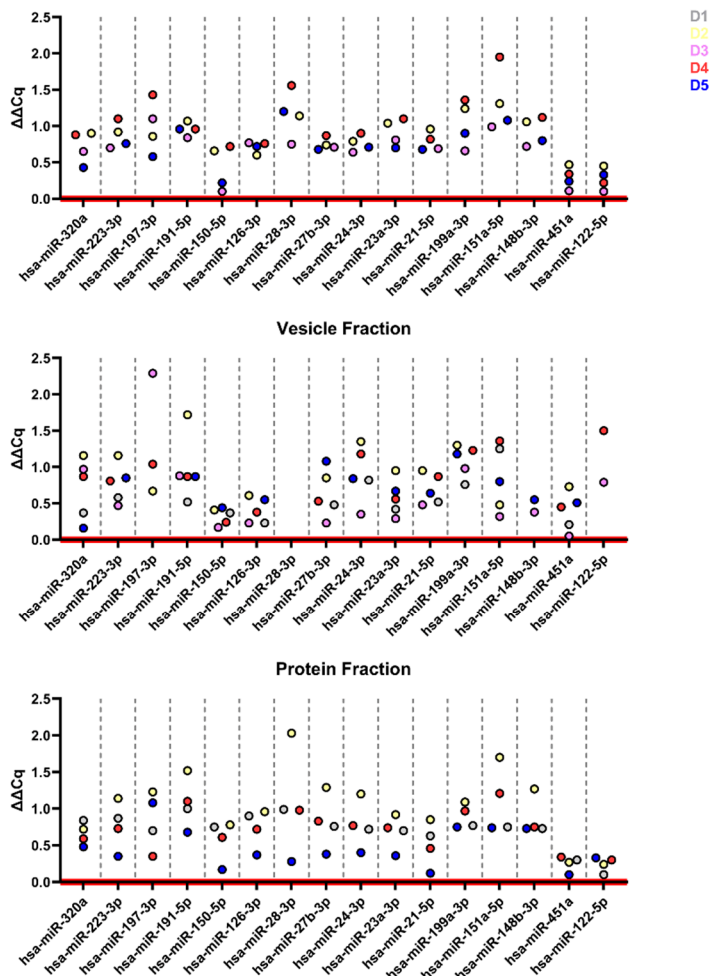 D1
D2
D3
D4
D5
2.5
2.0
1.5
1.0
0.5
0.0
ΔΔCq
hsa-miR-320a
hsa-miR-223-3p
hsa-miR-197-3p
hsa-miR-191-5p
hsa-miR-150-5p
hsa-miR-126-3p
hsa-miR-28-3p
hsa-miR-27b-3p
hsa-miR-24-3p
hsa-miR-23a-3p
hsa-miR-21-5p
hsa-miR-199a-3p
hsa-miR-151a-5p
hsa-miR-148b-3p
hsa-miR-451a
hsa-miR-122-5p
Vesicle Fraction
2.5
2.0
1.5
1.0
0.5
0.0
ΔΔCq
hsa-miR-320a
hsa-miR-223-3p
hsa-miR-197-3p
hsa-miR-191-5p
hsa-miR-150-5p
hsa-miR-126-3p
hsa-miR-28-3p
hsa-miR-27b-3p
hsa-miR-24-3p
hsa-miR-23a-3p
hsa-miR-21-5p
hsa-miR-199a-3p
hsa-miR-151a-5p
hsa-miR-148b-3p
hsa-miR-451a
hsa-miR-122-5p
Protein Fraction
2.5
2.0
1.5
1.0
0.5
0.0
ΔΔCq
hsa-miR-320a
hsa-miR-223-3p
hsa-miR-197-3p
hsa-miR-191-5p
hsa-miR-150-5p
hsa-miR-126-3p
hsa-miR-28-3p
hsa-miR-27b-3p
hsa-miR-24-3p
hsa-miR-23a-3p
hsa-miR-21-5p
hsa-miR-199a-3p
hsa-miR-151a-5p
hsa-miR-148b-3p
hsa-miR-451a
hsa-miR-122-5p